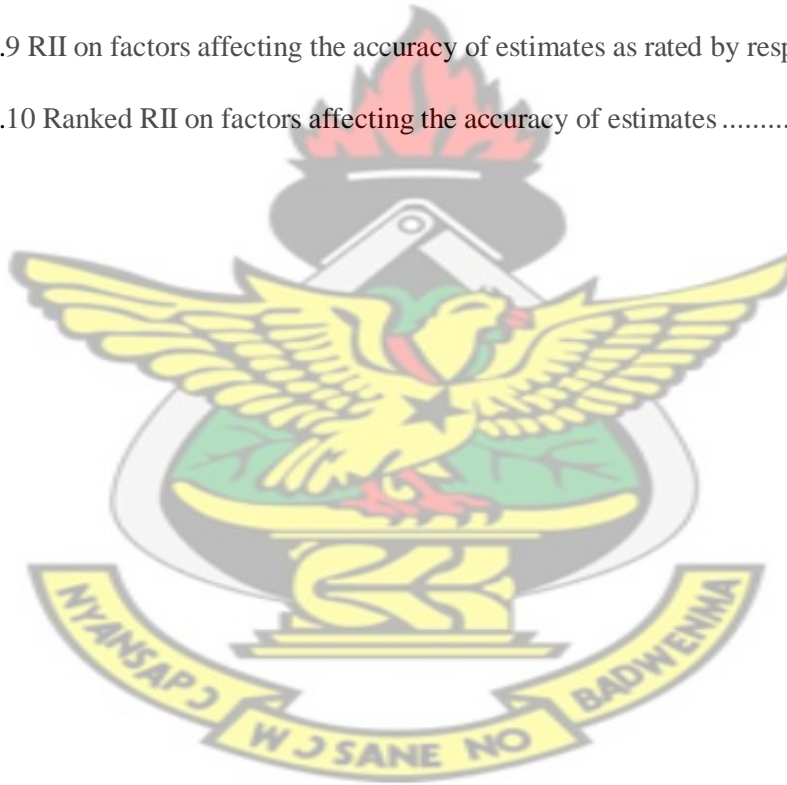 .9 RII on factors affecting the accuracy of estimates as rated by resp
.10 Ranked RII on factors affecting the accuracy of estimates .........
NYANSAPƆ
WƆ SANE NO
BADWENMA